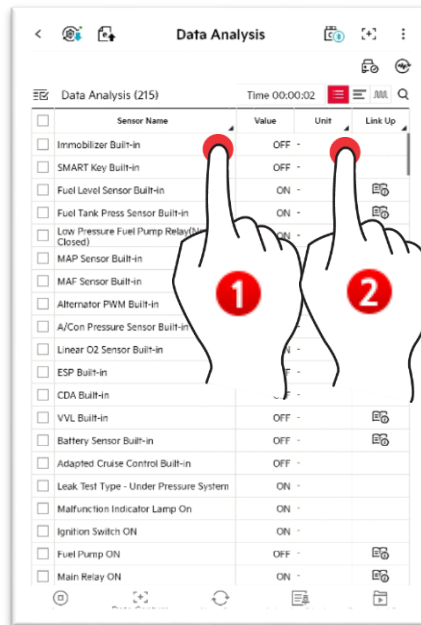 Data Analysis
Data Analysis (215) Time 00:00:02
Sensor Name Value Unit Link Up
Immobilizer Built-in OFF -
SMART Key Built-in OFF -
Fuel Level Sensor Built-in ON -
Fuel Tank Press Sensor Built-in ON -
Low Pressure Fuel Pump ON -
Closed)
MAP Sensor Built-in
MAF Sensor Built-in
Alternator PWM Built-in
A/Con Pressure Sensor Built-in
Linear O2 Sensor Built-in -
ESP Built-in -
CDA Built-in -
VVL Built-in OFF -
Battery Sensor Built-in OFF -
Adapted Cruise Control Built-in OFF -
Leak Test Type - Under Pressure System ON -
Malfunction Indicator Lamp On ON -
Ignition Switch ON ON -
Fuel Pump ON OFF -
Main Relay ON ON -
1
2